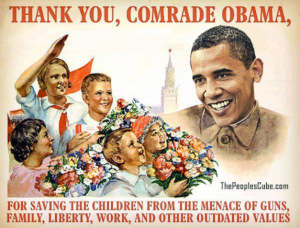 THANK YOU, COMRADE OBAMA,
ThePeoplesCube.com
FOR SAVING THE CHILDREN FROM THE MENACE OF GUNS,
FAMILY, LIBERTY, WORK, AND OTHER OUTDATED VALUES